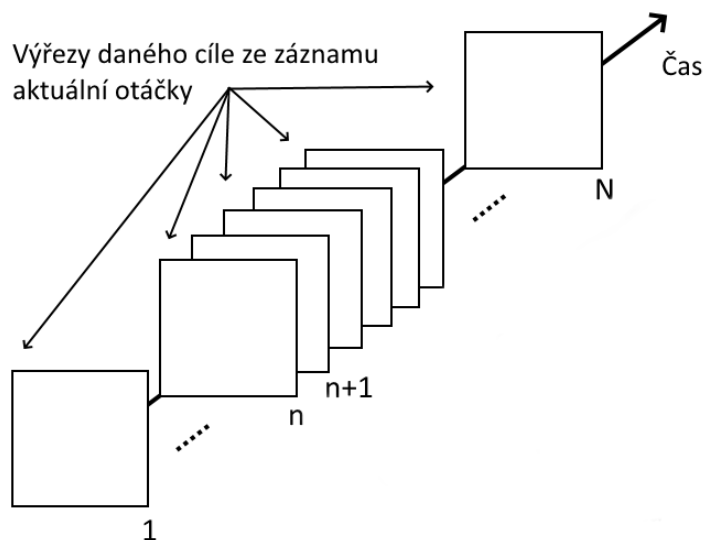 Výřezy daného cíle ze záznamu
aktuální otáčky
Čas
N
n+1
n
1